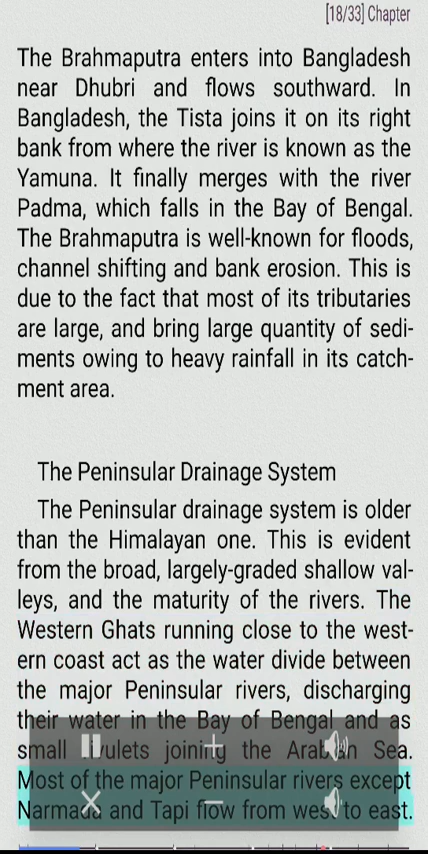 [18/33] Chapter
The Brahmaputra enters into Bangladesh
near Dhubri and flows southward. In
Bangladesh, the Tista joins it on its right
bank from where the river is known as the
Yamuna. It finally merges with the river
Padma, which falls in the Bay of Bengal.
The Brahmaputra is well-known for floods,
channel shifting and bank erosion. This is
due to the fact that most of its tributaries
are large, and bring large quantity of sedi-
ments owing to heavy rainfall in its catch-
ment area.
The Peninsular Drainage System
The Peninsular drainage system is older
than the Himalayan one. This is evident
from the broad, largely-graded shallow val-
leys, and the maturity of the rivers. The
Western Ghats running close to the west-
ern coast act as the water divide between
the major Peninsular rivers, discharging
their water in the Bay of Bengal and as
small rivulets joining the Arabian Sea.
Most of the major Peninsular rivers except
Narmada and Tapi flow from west to east.